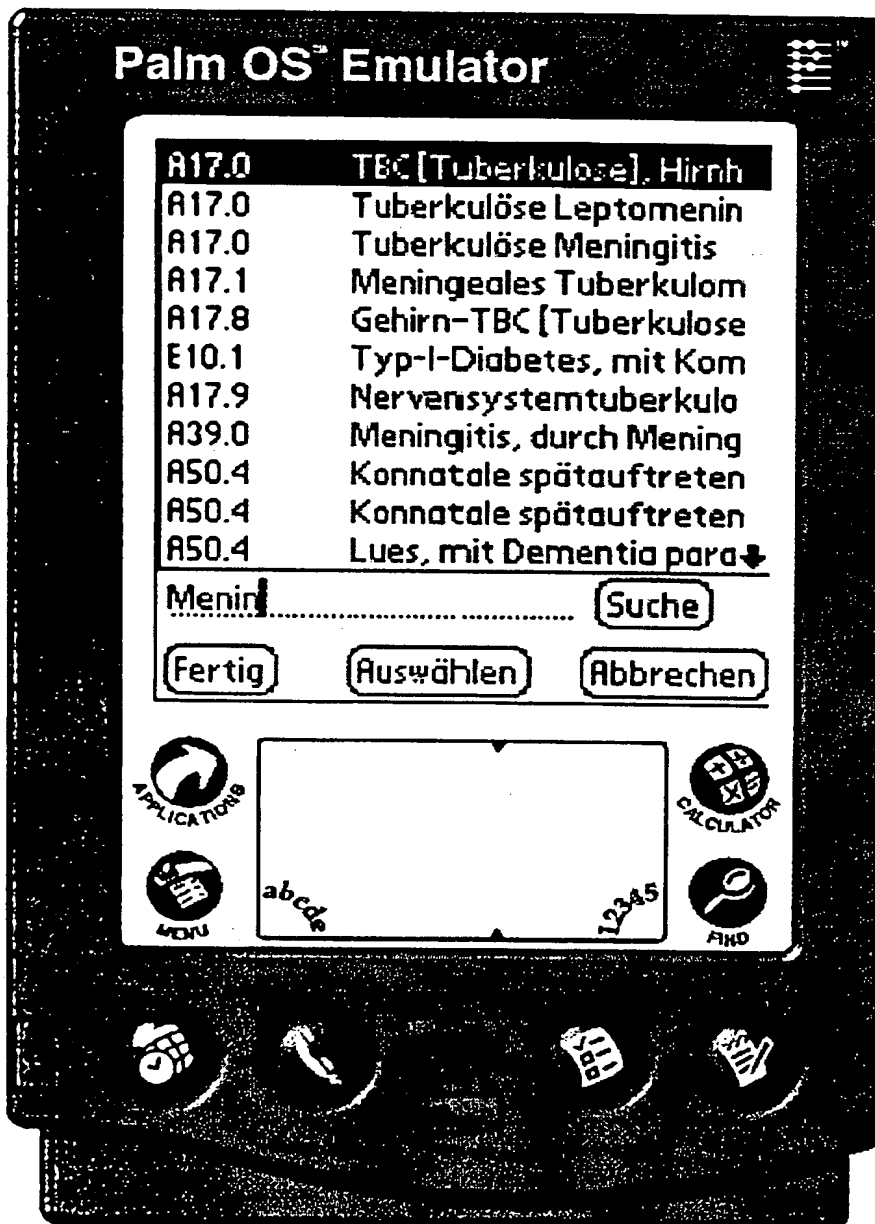 Palm OS™ Emulator
A17.0 TBC [Tuberkulose], Hirnh
A17.0 Tuberkulöse Leptomenin
A17.0 Tuberkulöse Meningitis
A17.1 Meningeales Tuberkulom
A17.8 Gehirn-TBC [Tuberkulose
E10.1 Typ-I-Diabetes, mit Kom
A17.9 Nervensystemtuberkulo
A39.0 Meningitis, durch Mening
A50.4 Konnatale spätauftreten
A50.4 Konnatale spätauftreten
A50.4 Lues, mit Dementia para
Menin Suche
Fertig Auswählen Abbrechen
APPLICATIONS CALCULATOR
abcde 12345
MENU FIND